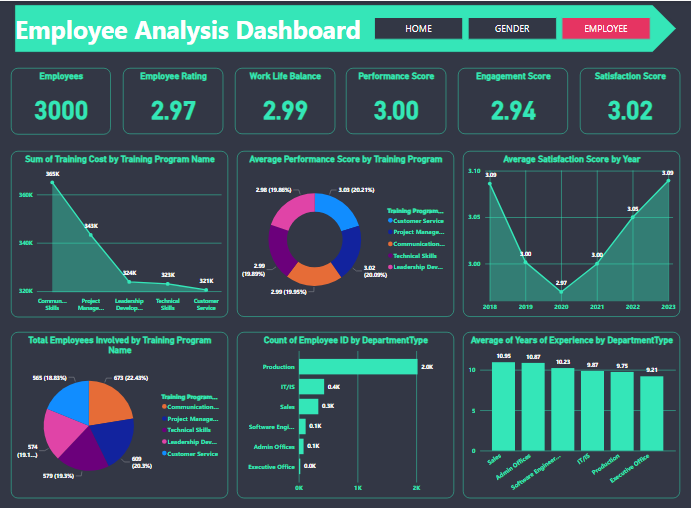 Employee Analysis Dashboard
HOME
GENDER
EMPLOYEE
Employees
3000
Employee Rating
2.97
Work Life Balance
2.99
Performance Score
3.00
Engagement Score
2.94
Satisfaction Score
3.02
Sum of Training Cost by Training Program Name
365K
343K
324K
323K
321K
360K
340K
320K
Commun...
Skills
Project
Manage...
Leadership
Develop...
Technical
Skills
Customer
Service
Average Performance Score by Training Program
2.98 (19.86%)
3.03 (20.21%)
2.99
(19.89%)
3.02
(20.09%)
2.99 (19.95%)
Training Program...
Customer Service
Project Manage...
Communication...
Technical Skills
Leadership Dev...
Average Satisfaction Score by Year
3.10
3.05
3.00
3.09
3.00
2.97
3.00
3.05
3.09
2018
2019
2020
2021
2022
2023
Total Employees Involved by Training Program
Name
565 (18.83%)
673 (22.43%)
574
(19.1...)
609
(20.3%)
579 (19.3%)
Training Program...
Communication...
Project Manage...
Technical Skills
Leadership Dev...
Customer Service
Count of Employee ID by DepartmentType
Production
2.0K
IT/IS
0.4K
Sales
0.3K
Software Engi...
0.1K
Admin Offices
0.1K
Executive Office
0.0K
0K
1K
2K
Average of Years of Experience by DepartmentType
10
5
0
10.95
10.87
10.23
9.87
9.75
9.21
Sales
Admin Offices
Software Engineer...
IT/IS
Production
Executive Office